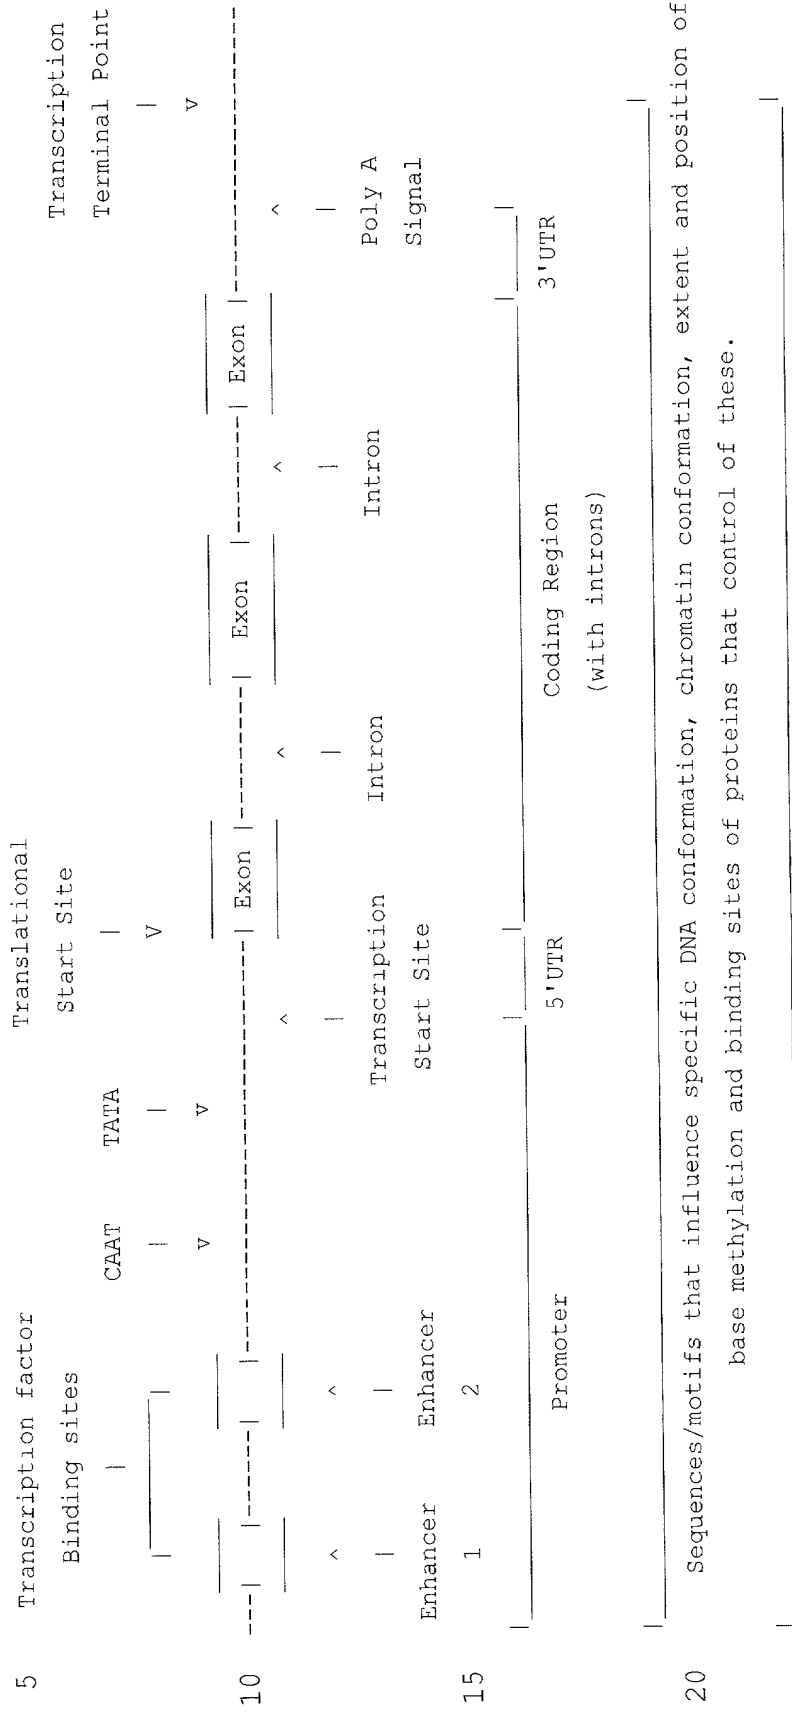 5
Transcription factor Translational Transcription
Binding sites CAAT TATA Start Site Terminal Point
| | | | |
| | v v V v
10 ---| |-----| |---------------------| Exon |--------| Exon |--------| Exon |----------------------
^ ^ ^ ^ ^ ^
| | | | | |
Enhancer Enhancer Transcription Intron Intron Poly A
15 1 2 Start Site Signal
Promoter 5'UTR Coding Region 3'UTR
(with introns)
20 Sequences/motifs that influence specific DNA conformation, chromatin conformation, extent and position of
base methylation and binding sites of proteins that control of these.